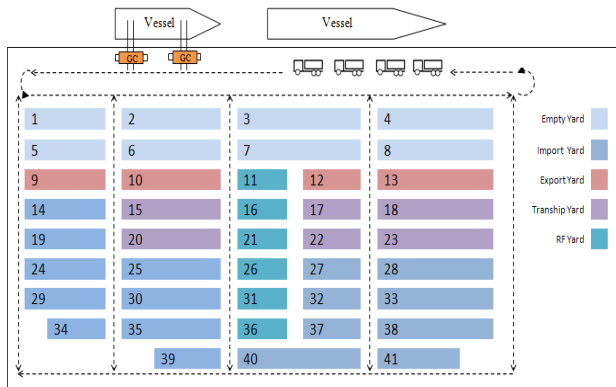 Vessel
Vessel
GC
GC
1 2 3 4 Empty Yard
5 6 7 8 Import Yard
9 10 11 12 13 Export Yard
14 15 16 17 18 Tranship Yard
19 20 21 22 23 RF Yard
24 25 26 27 28
29 30 31 32 33
34 35 36 37 38
39 40 41